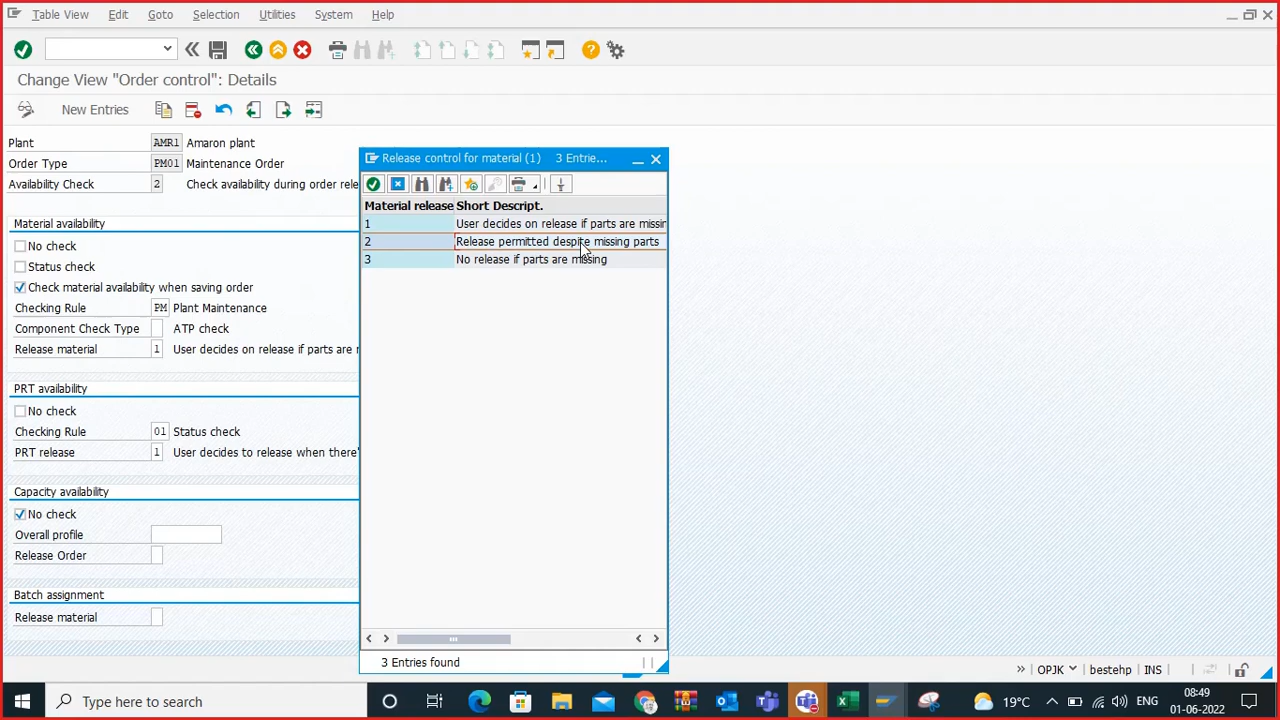 Table View Edit Goto Selection Utilities System Help
Change View "Order control": Details
New Entries
Plant AMR1 Amaron plant
Order Type PM01 Maintenance Order
Availability Check 2 Check availability during order rele
Material availability
No check
Status check
Check material availability when saving order
Checking Rule PM Plant Maintenance
Component Check Type ATP check
Release material 1 User decides on release if parts are r
PRT availability
No check
Checking Rule 01 Status check
PRT release 1 User decides to release when there'
Capacity availability
No check
Overall profile
Release Order
Batch assignment
Release material
Release control for material (1) 3 Entrie...
Material release Short Descript.
1 User decides on release if parts are missin
2 Release permitted despite missing parts
3 No release if parts are missing
3 Entries found
OPJK bestehp INS
Type here to search
19°C ENG
08:49
01-06-2022